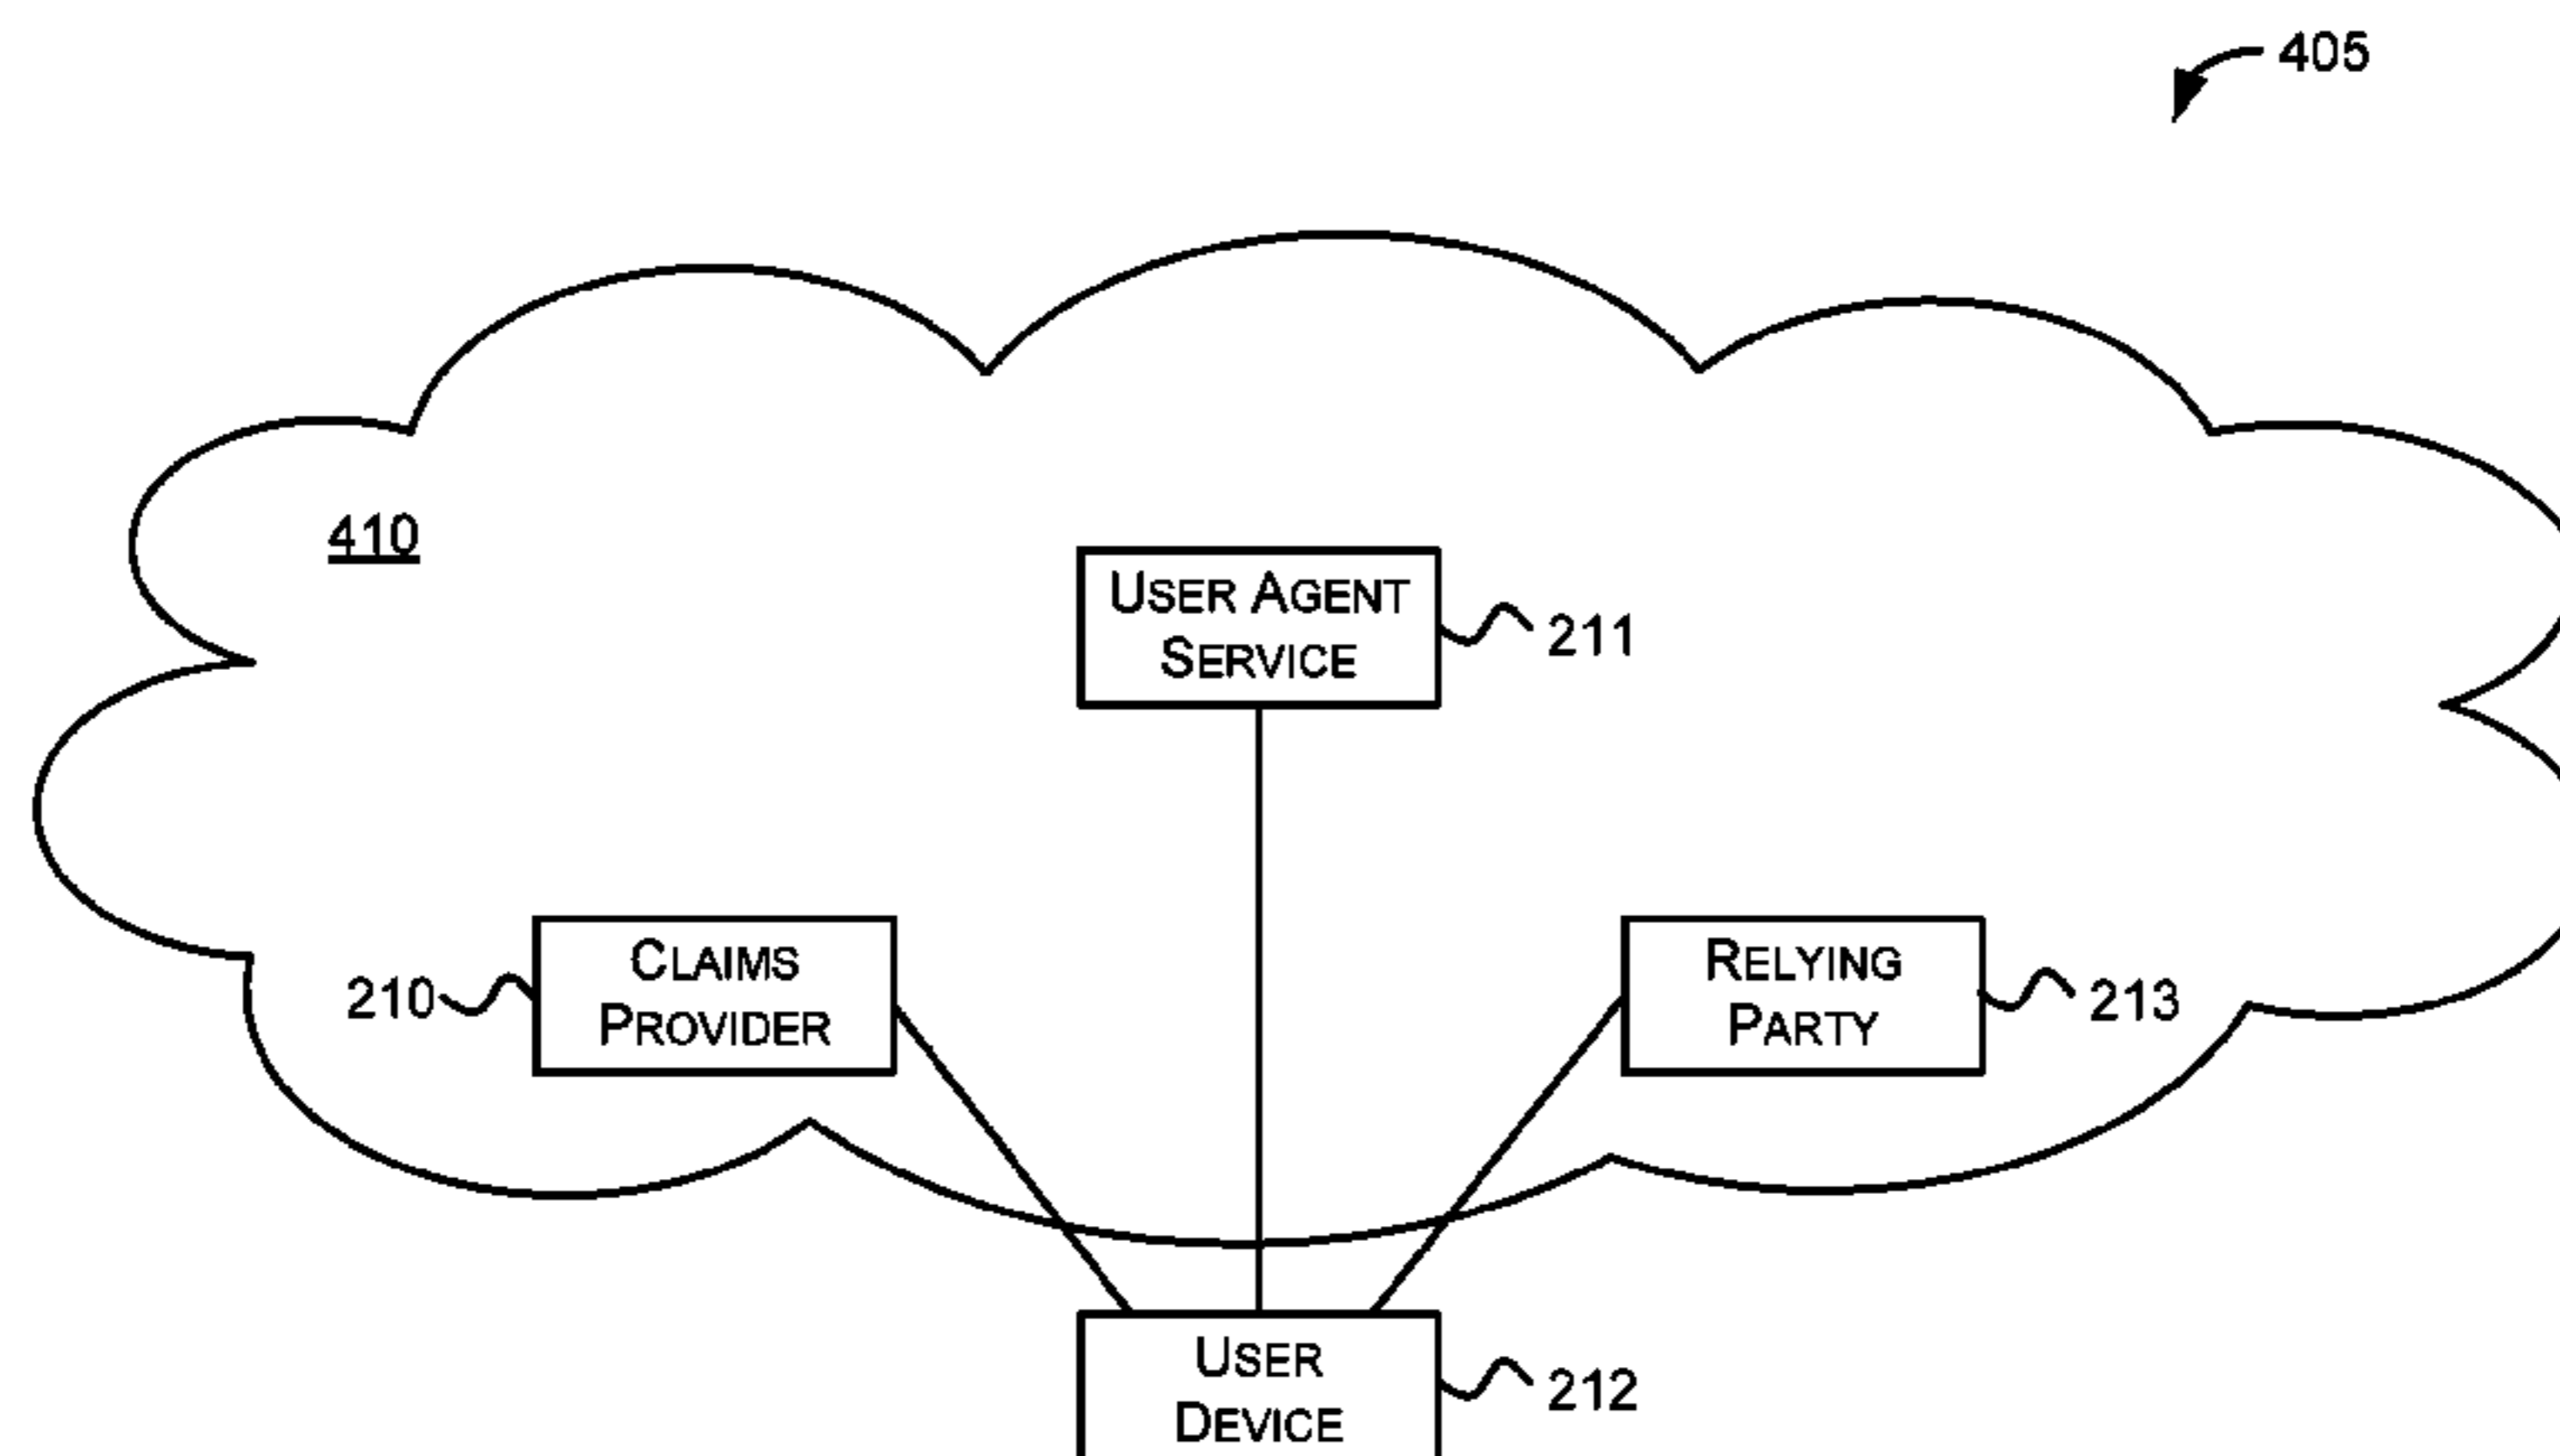 405
410
USER AGENT
SERVICE
211
210
CLAIMS
PROVIDER
RELYING
PARTY
213
USER
DEVICE
212